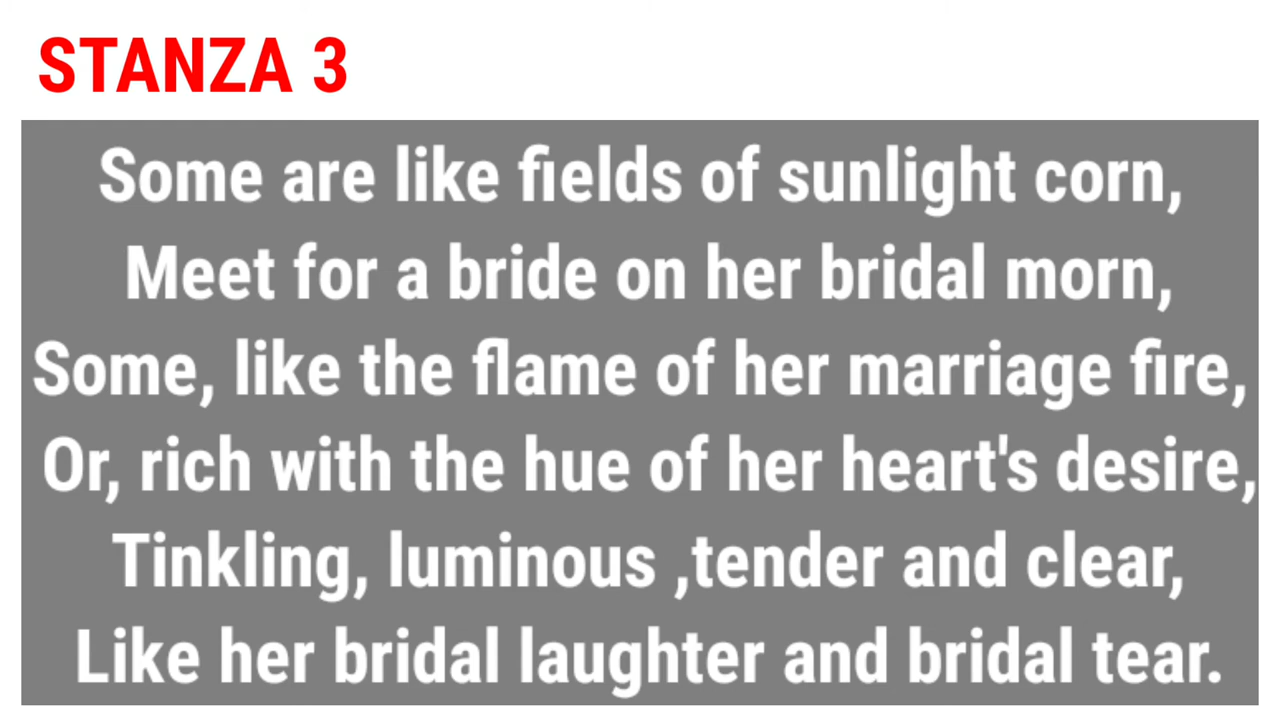 STANZA 3
Some are like fields of sunlight corn,
Meet for a bride on her bridal morn,
Some, like the flame of her marriage fire,
Or, rich with the hue of her heart's desire,
Tinkling, luminous ,tender and clear,
Like her bridal laughter and bridal tear.